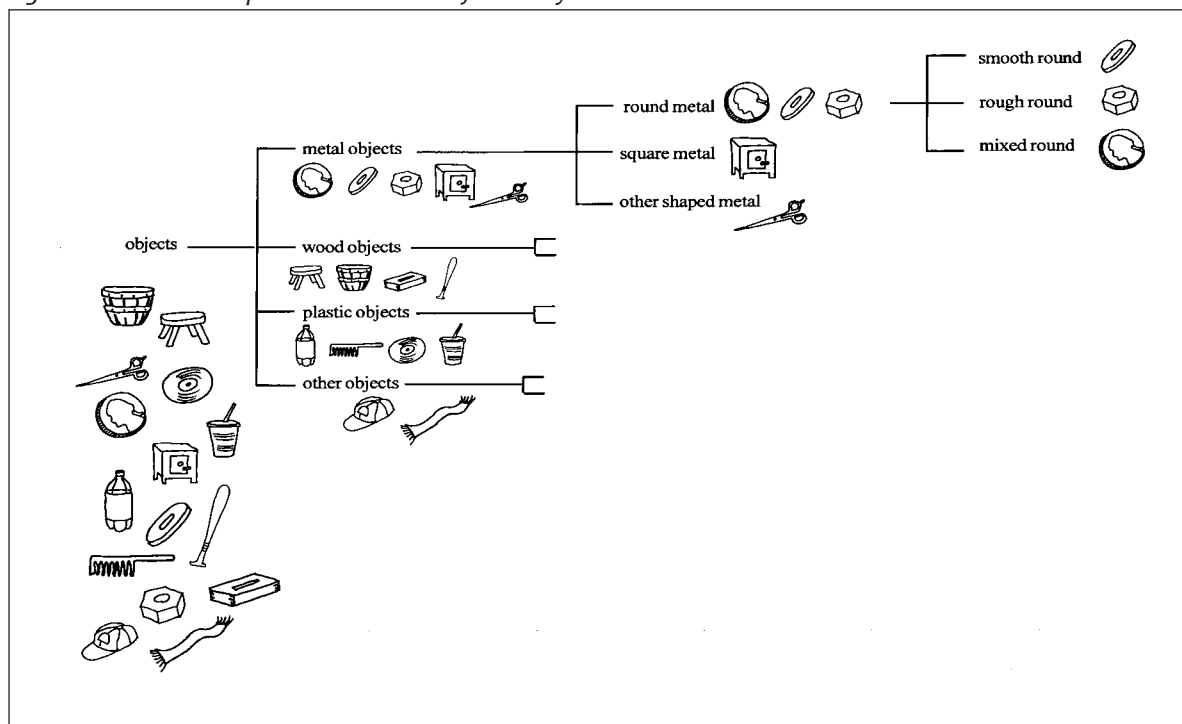 smooth round
round metal
rough round
metal objects
square metal
mixed round
other shaped metal
objects
wood objects
plastic objects
other objects